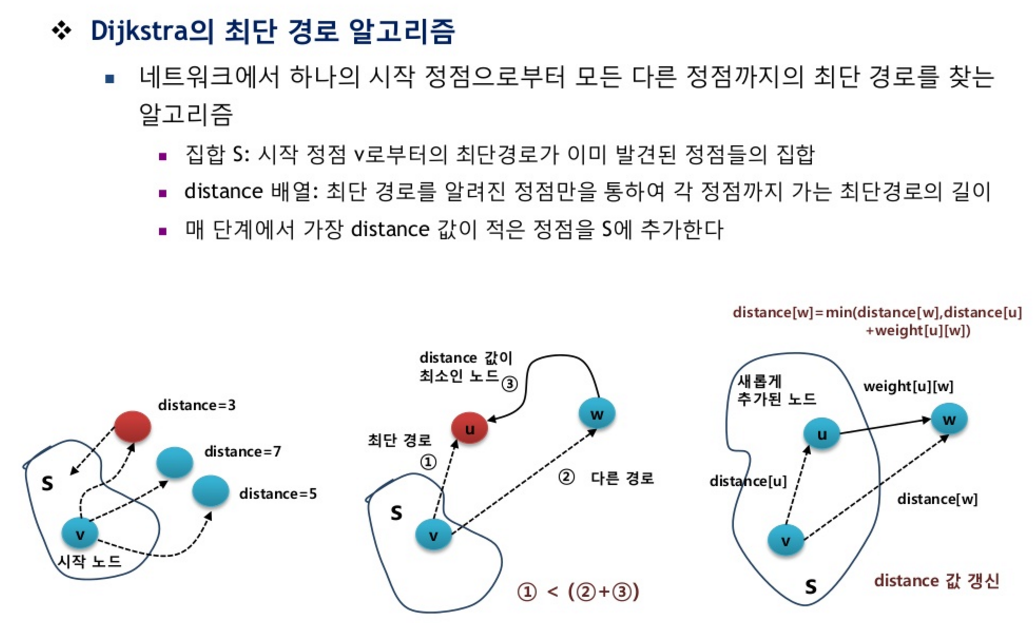 ❖ Dijkstra의 최단 경로 알고리즘
▪ 네트워크에서 하나의 시작 정점으로부터 모든 다른 정점까지의 최단 경로를 찾는
알고리즘
▪ 집합 S: 시작 정점 v로부터의 최단경로가 이미 발견된 정점들의 집합
▪ distance 배열: 최단 경로를 알려진 정점만을 통하여 각 정점까지 가는 최단경로의 길이
▪ 매 단계에서 가장 distance 값이 적은 정점을 S에 추가한다
distance=3
distance=7
distance=5
S
v
시작 노드
distance 값이
최소인 노드
③
w
u
최단 경로
①
② 다른 경로
S
v
① < (②+③)
distance[w]=min(distance[w],distance[u]
+weight[u][w])
새롭게
추가된 노드
weight[u][w]
w
u
distance[u]
distance[w]
v
S
distance 값 갱신